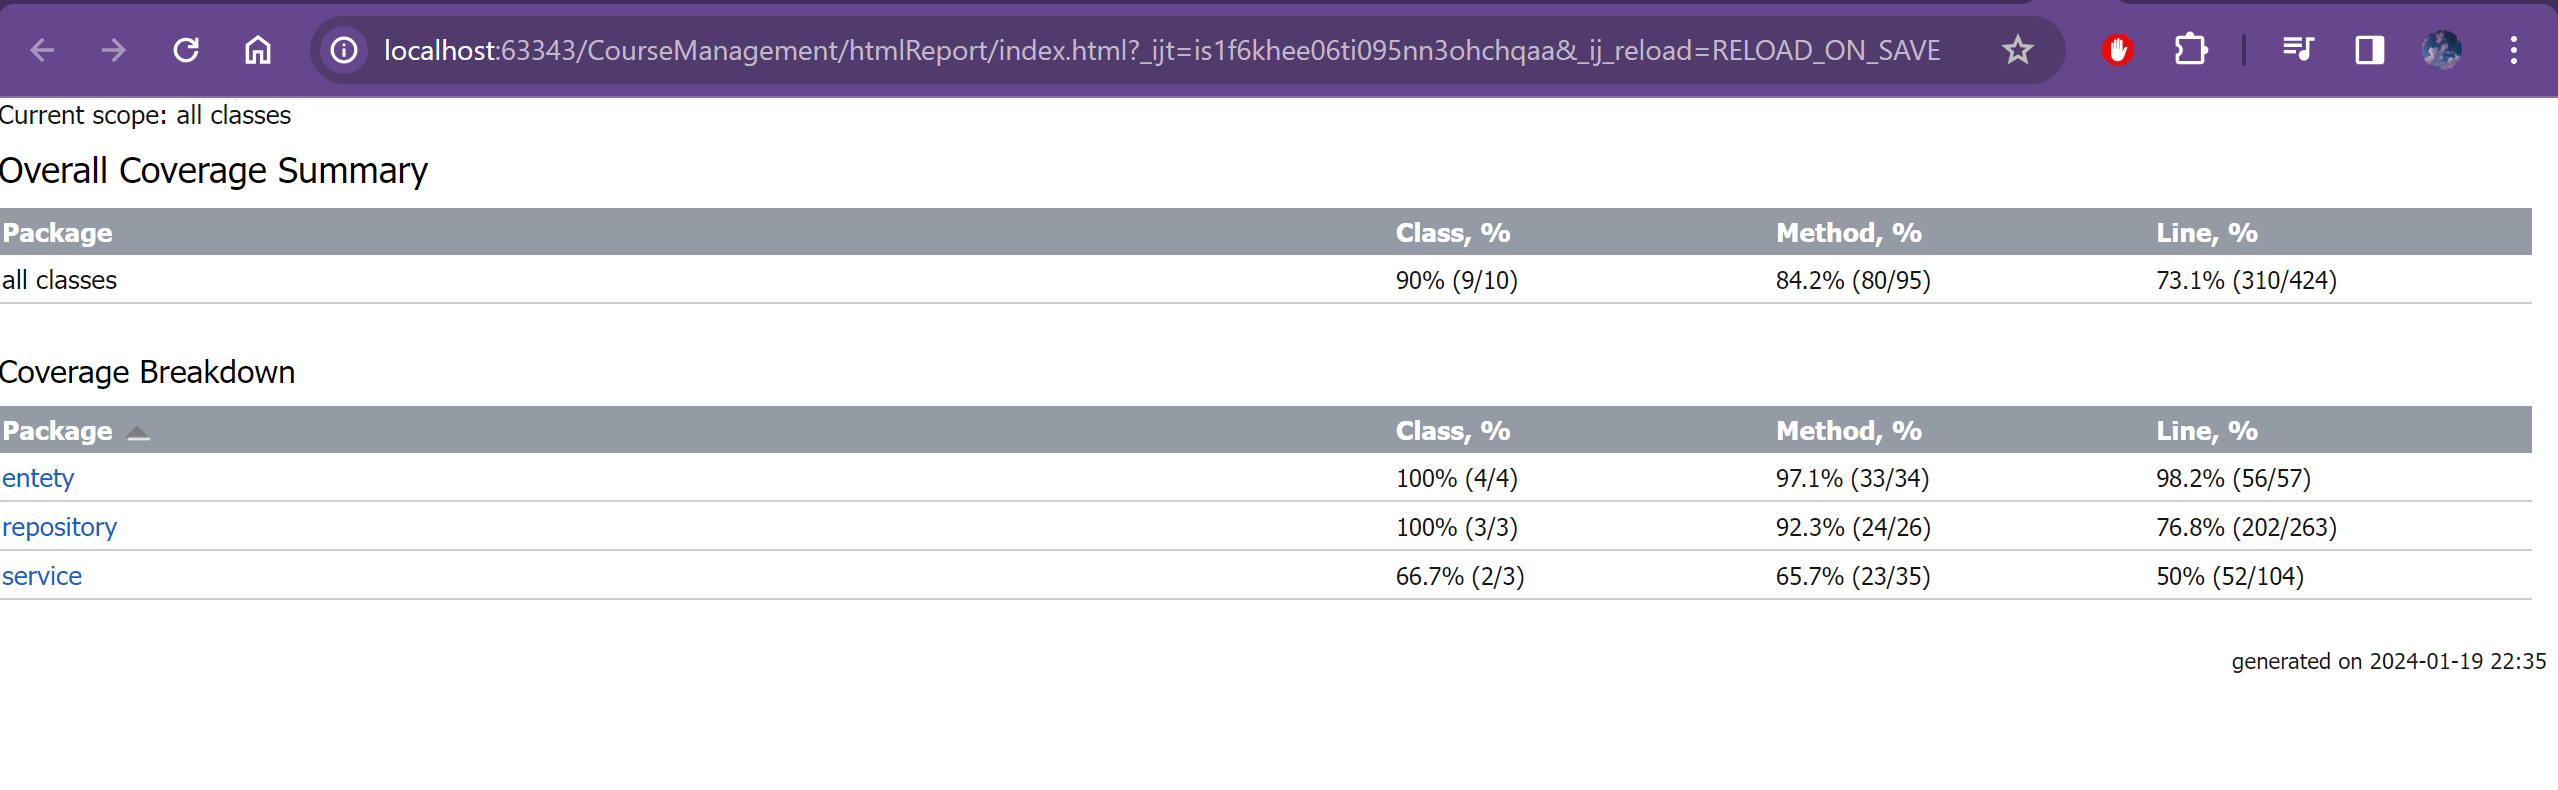 localhost:63343/CourseManagement/htmlReport/index.html?_ijt=is1f6khee06ti095nn3ohchqaa&_ij_reload=RELOAD_ON_SAVE
Current scope: all classes
Overall Coverage Summary
Package Class, % Method, % Line, %
all classes 90% (9/10) 84.2% (80/95) 73.1% (310/424)
Coverage Breakdown
Package Class, % Method, % Line, %
entety 100% (4/4) 97.1% (33/34) 98.2% (56/57)
repository 100% (3/3) 92.3% (24/26) 76.8% (202/263)
service 66.7% (2/3) 65.7% (23/35) 50% (52/104)
generated on 2024-01-19 22:35